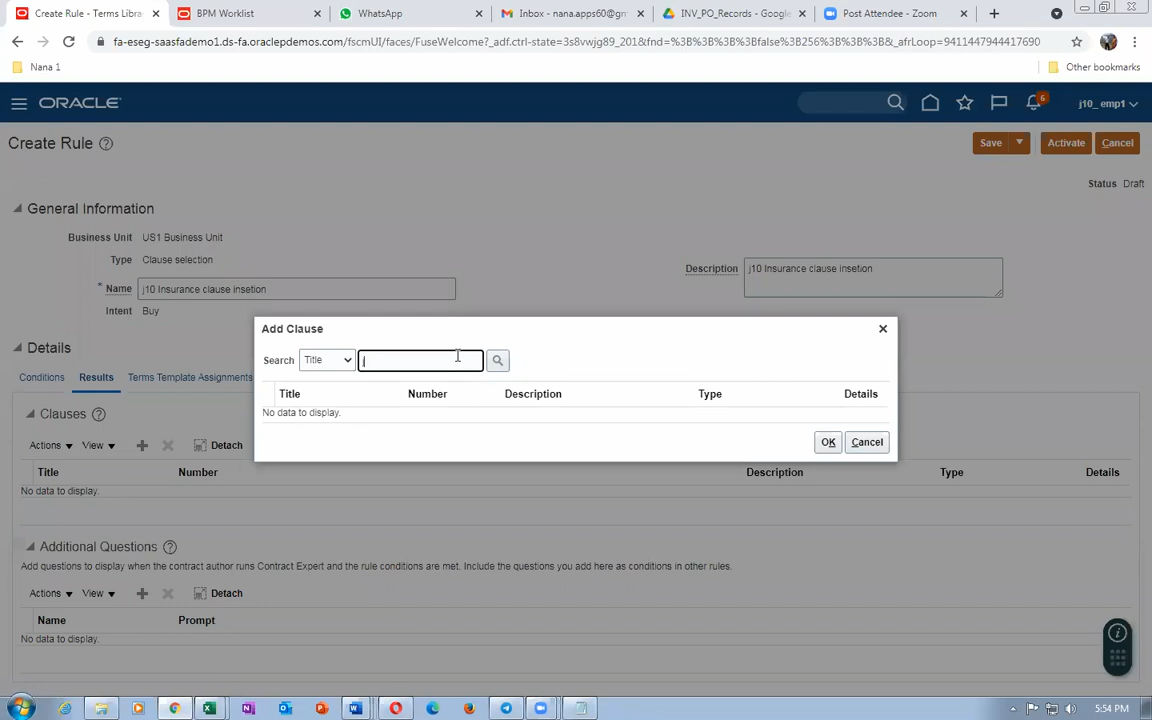 Create Rule - Terms Libra
BPM Worklist
WhatsApp
Inbox - nana.apps60@gm
INV_PO_Records - Google
Post Attendee - Zoom
fa-eseg-saasfademo1.ds-fa.oraclepdemos.com/fscmUI/faces/FuseWelcome?_adf.ctrl-state=3s8vwjg89_201&fnd=%3B%3B%3B%3Bfalse%3B256%3B%3B%3B&_afrLoop=9411447944417690
Nana 1
Other bookmarks
ORACLE
6
j10_ emp1
Create Rule
Save
Activate
Cancel
Status Draft
General Information
Business Unit US1 Business Unit
Type Clause selection
* Name j10 Insurance clause insetion
Description j10 Insurance clause insetion
Intent Buy
Add Clause
Search Title j
Title Number Description Type Details
No data to display.
OK Cancel
Details
Conditions Results Terms Template Assignments
Clauses
Actions View Detach
Title Number Description Type Details
No data to display.
Additional Questions
Add questions to display when the contract author runs Contract Expert and the rule conditions are met. Include the questions you add here as conditions in other rules.
Actions View Detach
Name Prompt
No data to display.
5:54 PM